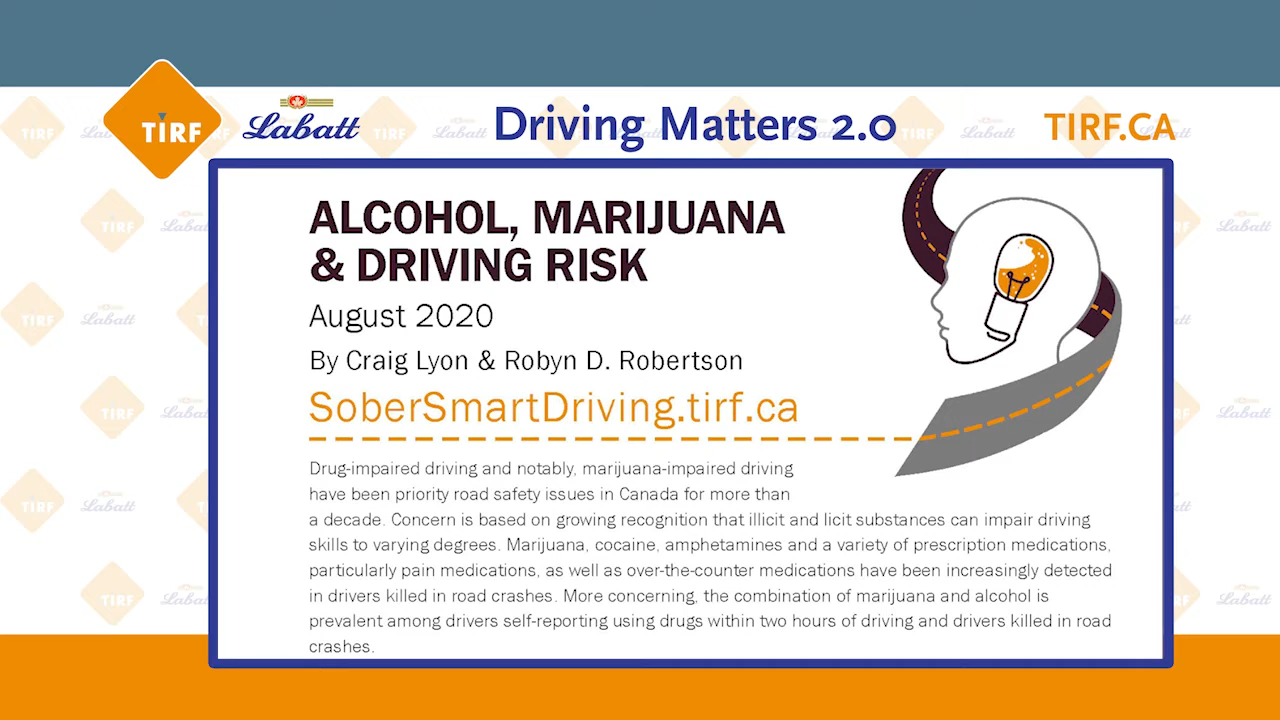 TIRF
Labatt
Driving Matters 2.0
TIRF.CA
ALCOHOL, MARIJUANA
& DRIVING RISK
August 2020
By Craig Lyon & Robyn D. Robertson
SoberSmartDriving.tirf.ca
Drug-impaired driving and notably, marijuana-impaired driving
have been priority road safety issues in Canada for more than
a decade. Concern is based on growing recognition that illicit and licit substances can impair driving
skills to varying degrees. Marijuana, cocaine, amphetamines and a variety of prescription medications,
particularly pain medications, as well as over-the-counter medications have been increasingly detected
in drivers killed in road crashes. More concerning, the combination of marijuana and alcohol is
prevalent among drivers self-reporting using drugs within two hours of driving and drivers killed in road
crashes.